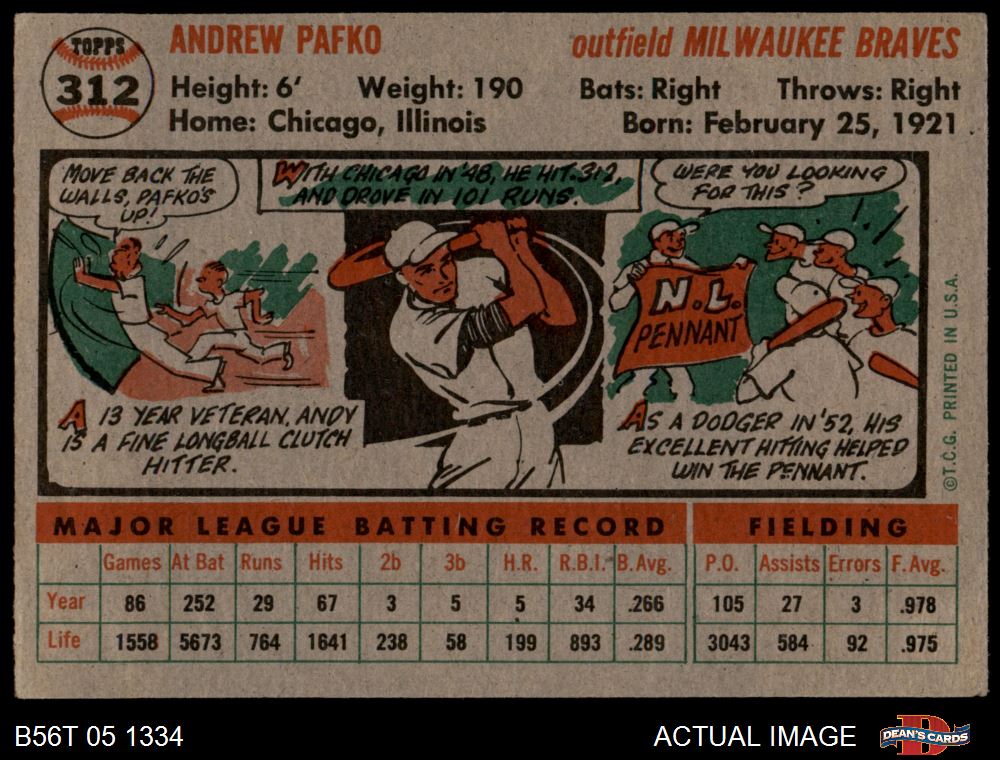 TOPPS
312
ANDREW PAFKO
outfield MILWAUKEE BRAVES
Height: 6' Weight: 190 Bats: Right Throws: Right
Home: Chicago, Illinois Born: February 25, 1921
MOVE BACK THE
WALLS, PAFKO'S
UP!
WITH CHICAGO IN '48, HE HIT .312,
AND DROVE IN 101 RUNS.
WERE YOU LOOKING
FOR THIS?
N.L.
PENNANT
A 13 YEAR VETERAN, ANDY
IS A FINE LONGBALL CLUTCH
HITTER.
AS A DODGER IN '52, HIS
EXCELLENT HITTING HELPED
WIN THE PENNANT.
©T.C.G. PRINTED IN U.S.A.
MAJOR LEAGUE BATTING RECORD FIELDING
Games At Bat Runs Hits 2b 3b H.R. R.B.I. B. Avg. P.O. Assists Errors F. Avg.
Year 86 252 29 67 3 5 5 34 .266 105 27 3 .978
Life 1558 5673 764 1641 238 58 199 893 .289 3043 584 92 .975
B56T 05 1334
ACTUAL IMAGE
D
DEAN'S CARDS